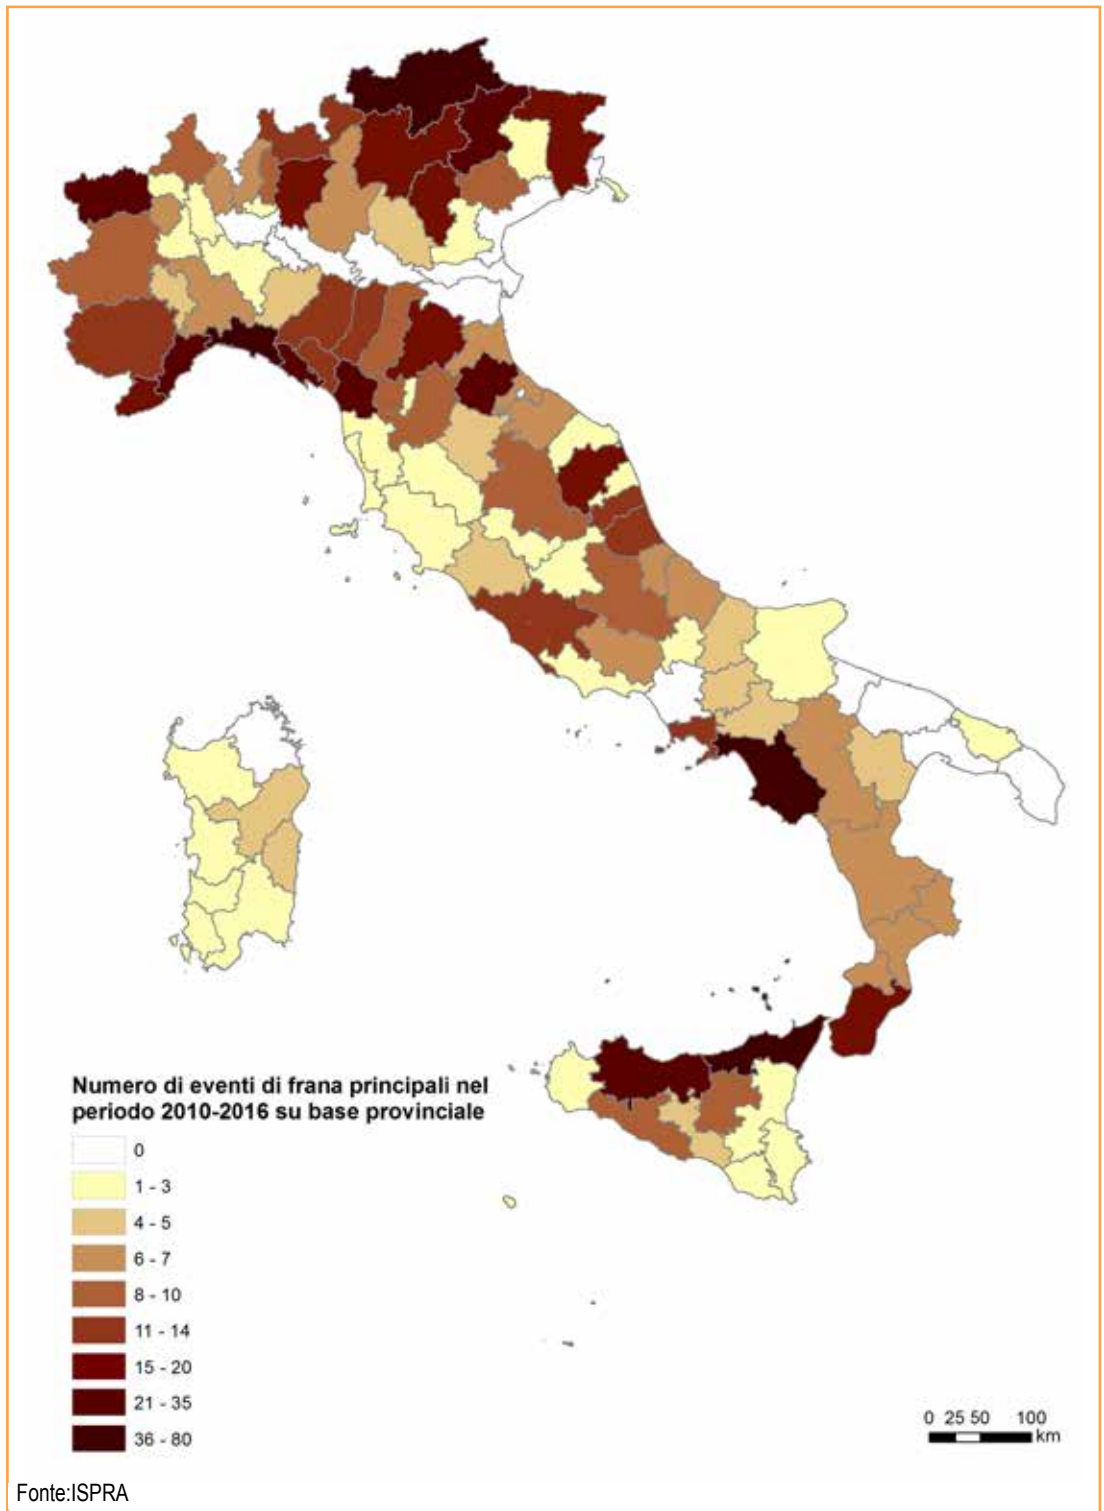 Numero di eventi di frana principali nel
periodo 2010-2016 su base provinciale
0
1 - 3
4 - 5
6 - 7
8 - 10
11 - 14
15 - 20
21 - 35
36 - 80
0 25 50 100
km
Fonte:ISPRA